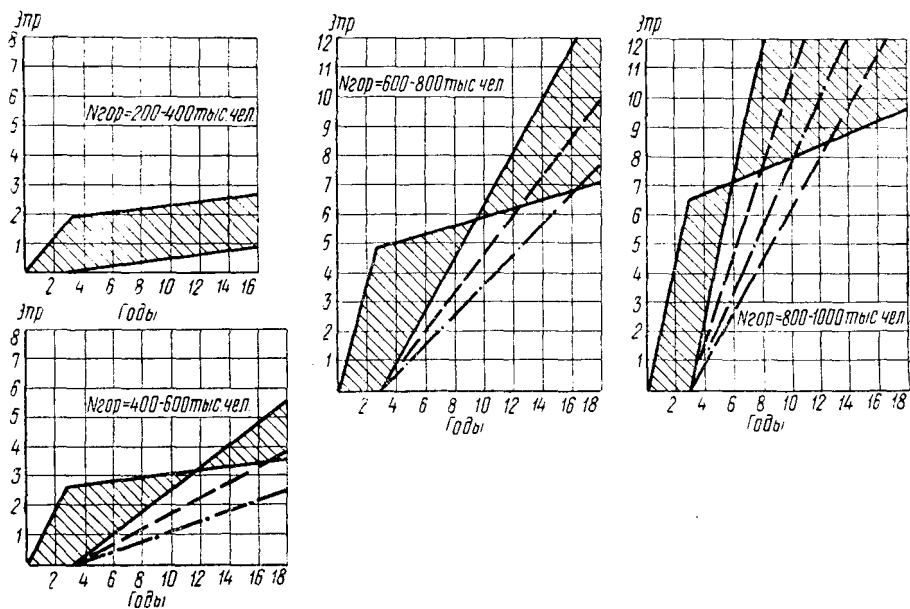 Зпр
8
7
6
5
4
3
2
1
Nгор=200-400тыс.чел.
2 4 6 8 10 12 14 16
Годы
Зпр
8
7
6
5
4
3
2
1
Nгор=400-600тыс.чел.
2 4 6 8 10 12 14 16 18
Годы
Зпр
12
11
10
9
8
7
6
5
4
3
2
1
Nгор=600-800тыс.чел
2 4 6 8 10 12 14 16 18
Годы
Зпр
12
11
10
9
8
7
6
5
4
3
2
1
Nгор=800-1000тыс.чел.
2 4 6 8 10 12 14 16 18
Годы